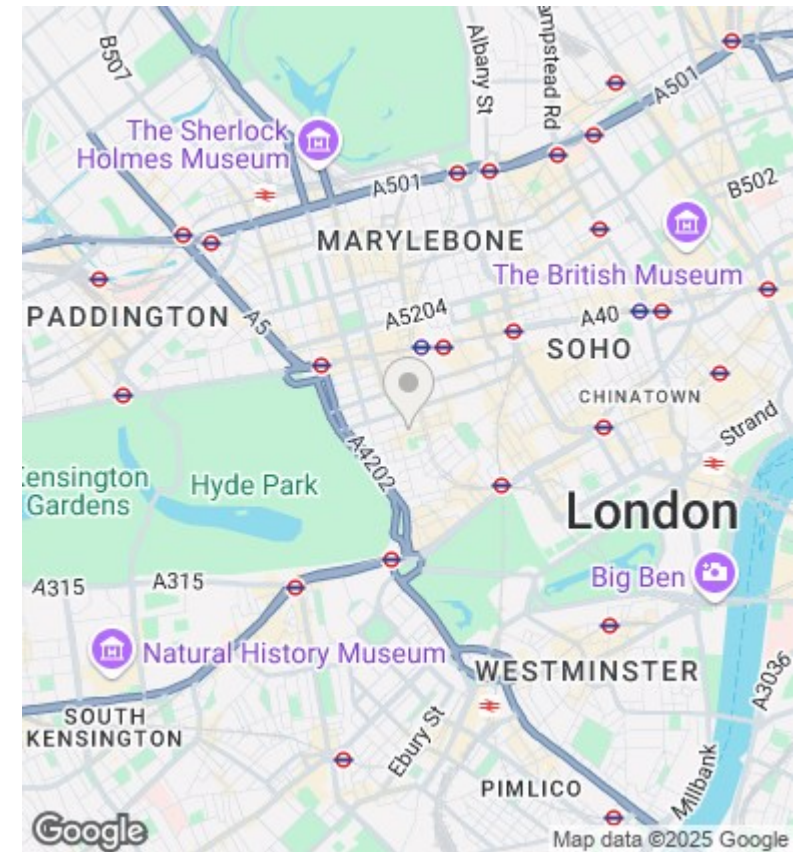 B507
Albany St
ampstead Rd
A501
The Sherlock
Holmes Museum
A501
B502
MARYLEBONE
The British Museum
PADDINGTON
A5
A5204
A40
SOHO
CHINATOWN
Strand
A4202
Kensington
Gardens
Hyde Park
London
A315
A315
Big Ben
Natural History Museum
WESTMINSTER
A3036
SOUTH
KENSINGTON
Ebury St
Millbank
PIMLICO
Google
Map data ©2025 Google